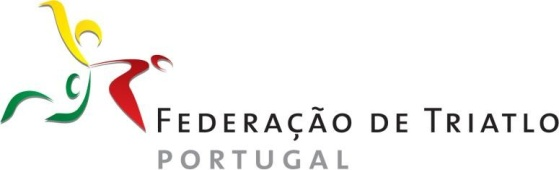 FEDERAÇÃO DE TRIATLO
PORTUGAL